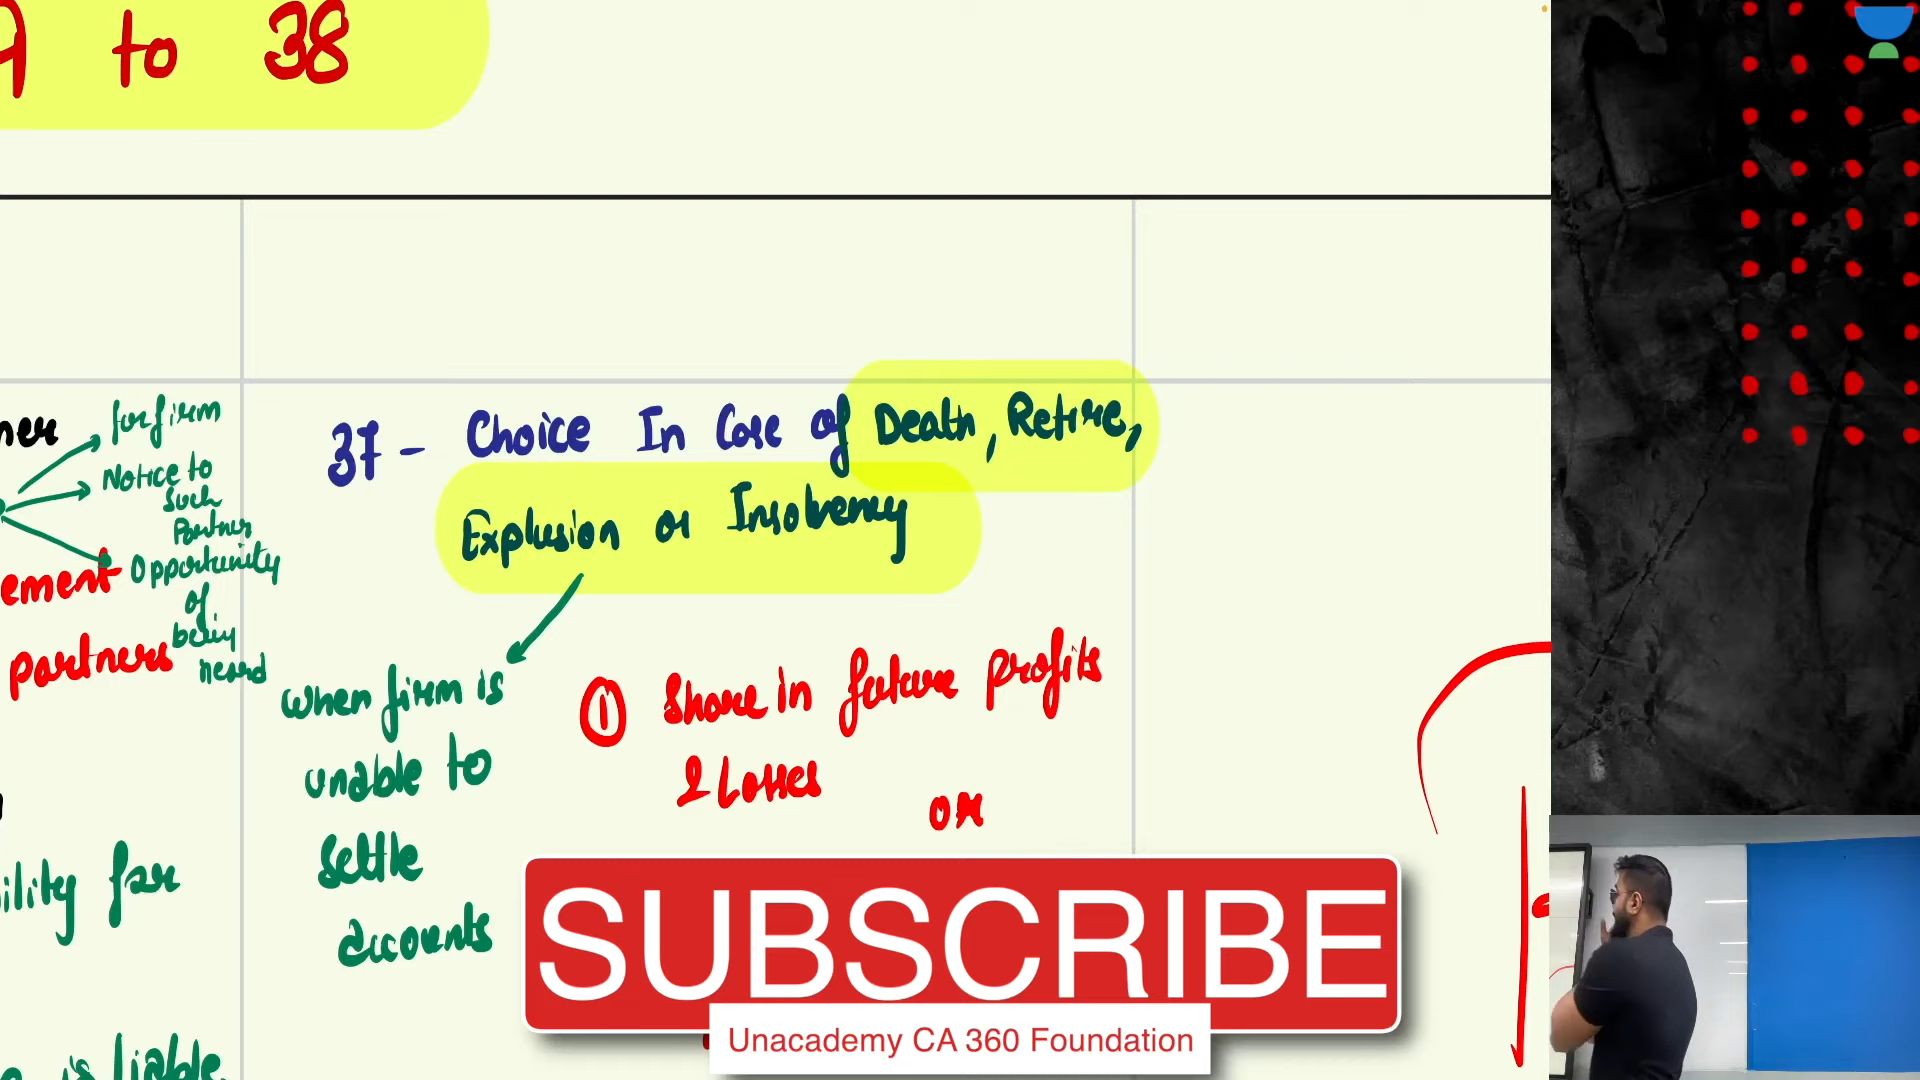 to 38
37 - Choice In Case of Death, Retire,
Explusion or Insolvency
for firm
Notice to
Such
Partner
Opportunity
of
being
heard
partners
When firm is
unable to
settle
accounts
① Share in future profits
& Losses
or
for
is liable
SUBSCRIBE
Unacademy CA 360 Foundation